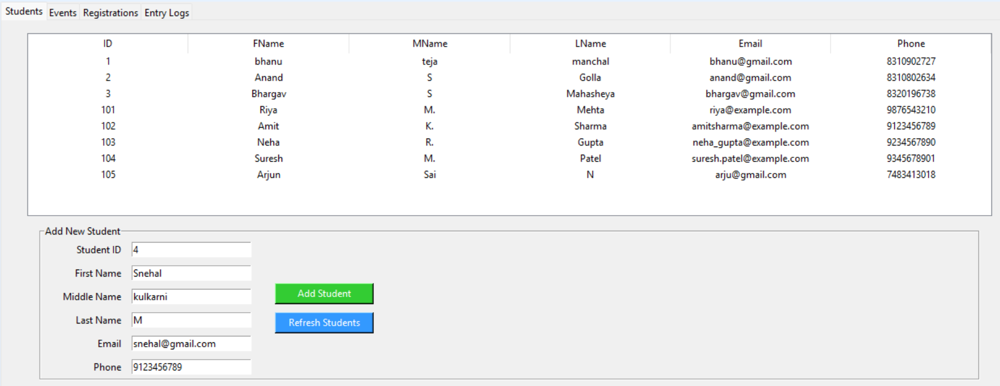 Students Events Registrations Entry Logs
ID FName MName LName Email Phone
1 bhanu teja manchal bhanu@gmail.com 8310902727
2 Anand S Golla anand@gmail.com 8310802634
3 Bhargav S Mahasheya bhargav@gmail.com 8320196738
101 Riya M. Mehta riya@example.com 9876543210
102 Amit K. Sharma amitsharma@example.com 9123456789
103 Neha R. Gupta neha_gupta@example.com 9234567890
104 Suresh M. Patel suresh.patel@example.com 9345678901
105 Arjun Sai N arju@gmail.com 7483413018
Add New Student
Student ID 4
First Name Snehal
Middle Name kulkarni
Add Student
Last Name M
Refresh Students
Email snehal@gmail.com
Phone 9123456789